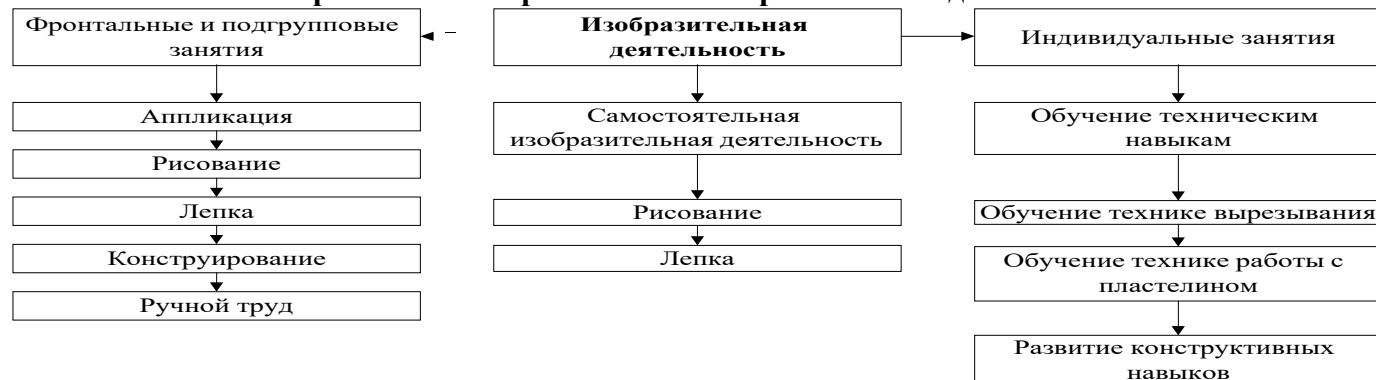 Фронтальные и подгрупповые
занятия
Аппликация
Рисование
Лепка
Конструирование
Ручной труд
Изобразительная
деятельность
Самостоятельная
изобразительная деятельность
Рисование
Лепка
Индивидуальные занятия
Обучение техническим
навыкам
Обучение технике вырезывания
Обучение технике работы с
пластелином
Развитие конструктивных
навыков